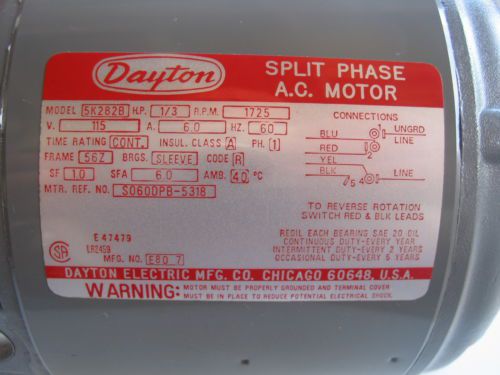 Dayton
SPLIT PHASE
A.C. MOTOR
MODEL 5K282B H.P. 1/3 R.P.M. 1725
V. 115 A. 6.0 HZ. 60
TIME RATING CONT. INSUL. CLASS A PH. 1
FRAME 56Z BRGS. SLEEVE CODE R
SF 1.0 SFA 6.0 AMB. 40 °C
MTR. REF. NO. S060DPB-5318
CONNECTIONS
BLU UNGRD
RED LINE
2
YEL
BLK 5 4 LINE
TO REVERSE ROTATION
SWITCH RED & BLK LEADS
REOIL EACH BEARING SAE 20 OIL
CONTINUOUS DUTY-EVERY YEAR
INTERMITTENT DUTY-EVERY 2 YEARS
OCCASIONAL DUTY-EVERY 5 YEARS
E47479
SA LR2459
MFG. NO. E80 7
DAYTON ELECTRIC MFG. CO. CHICAGO 60648, U.S.A.
WARNING: MOTOR MUST BE PROPERLY GROUNDED AND TERMINAL COVER
MUST BE IN PLACE TO REDUCE POTENTIAL ELECTRICAL SHOCK.